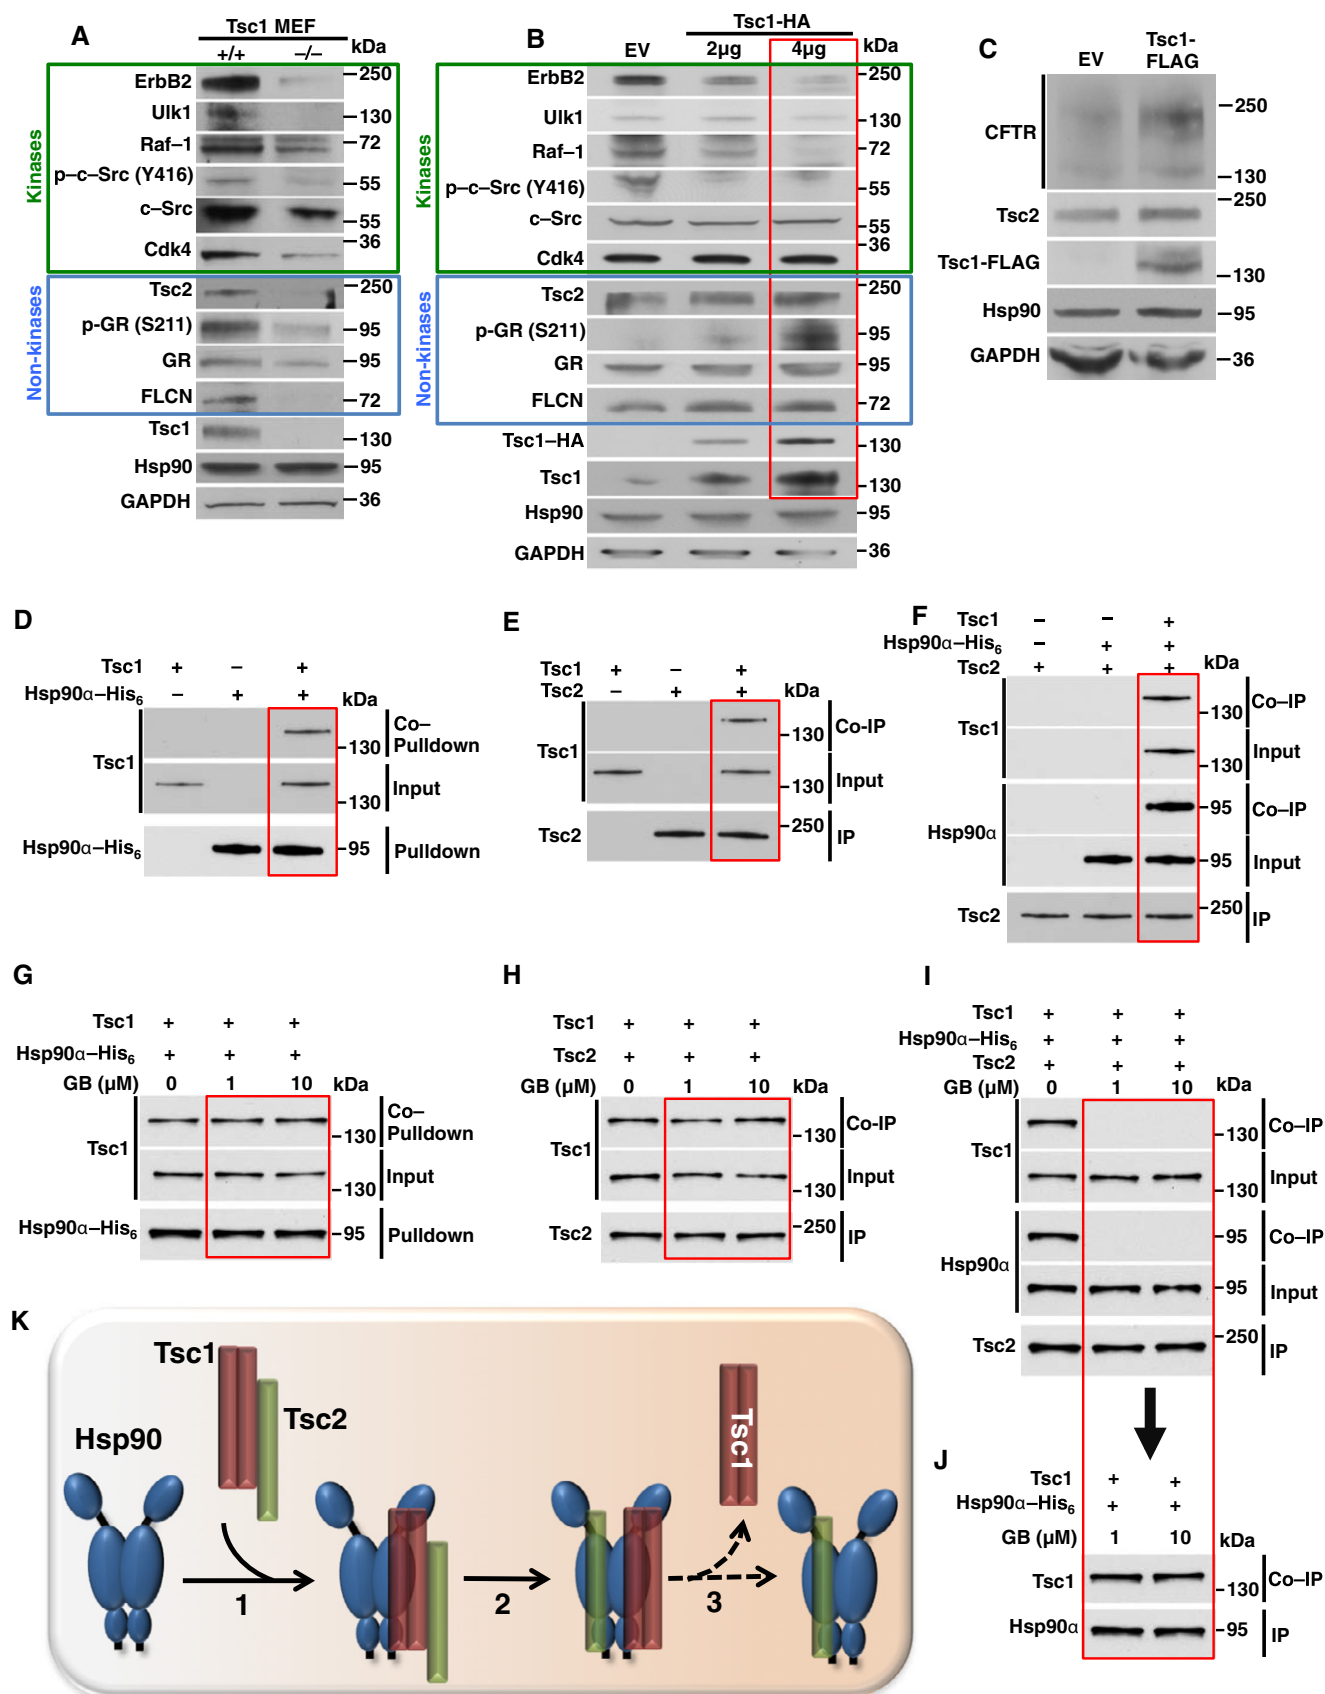 A
Tsc1 MEF
+/+ –/– kDa
Kinases
ErbB2 250
Ulk1 130
Raf–1 72
p–c–Src (Y416) 55
c–Src 55
Cdk4 36
Non-kinases
Tsc2 250
p-GR (S211) 95
GR 95
FLCN 72
Tsc1 130
Hsp90 95
GAPDH 36
B
Tsc1-HA
EV 2µg 4µg kDa
Kinases
ErbB2 250
Ulk1 130
Raf–1 72
p–c–Src (Y416) 55
c–Src 55
Cdk4 36
Non-kinases
Tsc2 250
p-GR (S211) 95
GR 95
FLCN 72
Tsc1–HA 130
Tsc1 130
Hsp90 95
GAPDH 36
C
EV Tsc1-
FLAG
CFTR 250
130
Tsc2 250
Tsc1-FLAG 130
Hsp90 95
GAPDH 36
D
Tsc1 + – +
Hsp90α–His6 – + + kDa
Tsc1 130 Co–
Pulldown
130 Input
Hsp90α–His6 95 Pulldown
E
Tsc1 + – +
Tsc2 – + + kDa
Tsc1 130 Co-IP
130 Input
Tsc2 250 IP
F
Tsc1 – – +
Hsp90α–His6 – + +
Tsc2 + + + kDa
Tsc1 130 Co–IP
130 Input
Hsp90α 95 Co–IP
95 Input
Tsc2 250 IP
G
Tsc1 + + +
Hsp90α–His6 + + +
GB (µM) 0 1 10 kDa
Tsc1 130 Co–
Pulldown
130 Input
Hsp90α–His6 95 Pulldown
H
Tsc1 + + +
Tsc2 + + +
GB (µM) 0 1 10 kDa
Tsc1 130 Co-IP
130 Input
Tsc2 250 IP
I
Tsc1 + + +
Hsp90α–His6 + + +
Tsc2 + + +
GB (µM) 0 1 10 kDa
Tsc1 130 Co–IP
130 Input
Hsp90α 95 Co–IP
95 Input
Tsc2 250 IP
J
Tsc1 + +
Hsp90α–His6 + +
GB (µM) 1 10 kDa
Tsc1 130 Co–IP
Hsp90α 95 IP
K
Tsc1
Tsc2
Hsp90
Tsc1
1
2
3